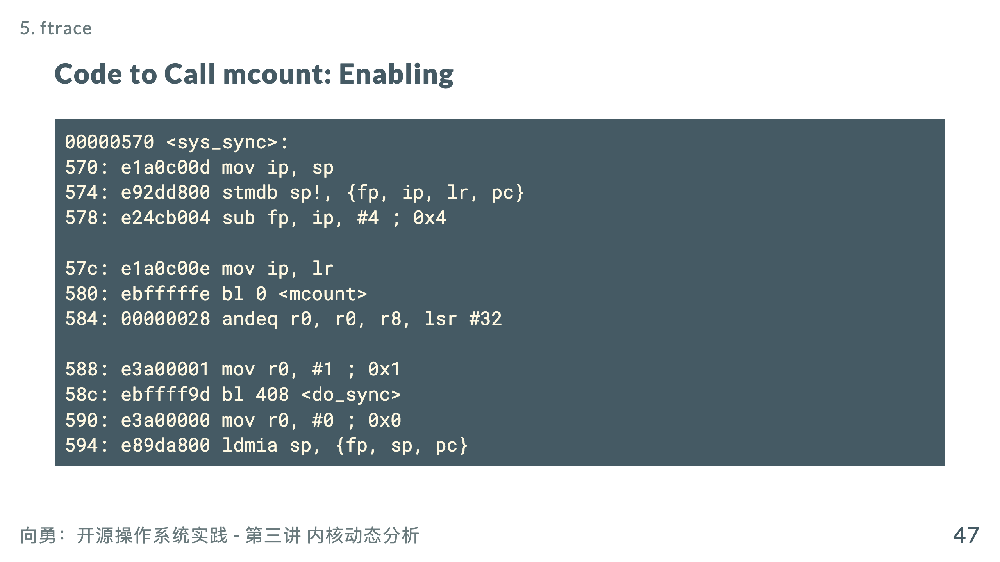 5. ftrace
Code to Call mcount: Enabling
00000570 <sys_sync>:
570: e1a0c00d mov ip, sp
574: e92dd800 stmdb sp!, {fp, ip, lr, pc}
578: e24cb004 sub fp, ip, #4 ; 0x4
57c: e1a0c00e mov ip, lr
580: ebfffffe bl 0 <mcount>
584: 00000028 andeq r0, r0, r8, lsr #32
588: e3a00001 mov r0, #1 ; 0x1
58c: ebffff9d bl 408 <do_sync>
590: e3a00000 mov r0, #0 ; 0x0
594: e89da800 ldmia sp, {fp, sp, pc}
向勇：开源操作系统实践 - 第三讲 内核动态分析
47